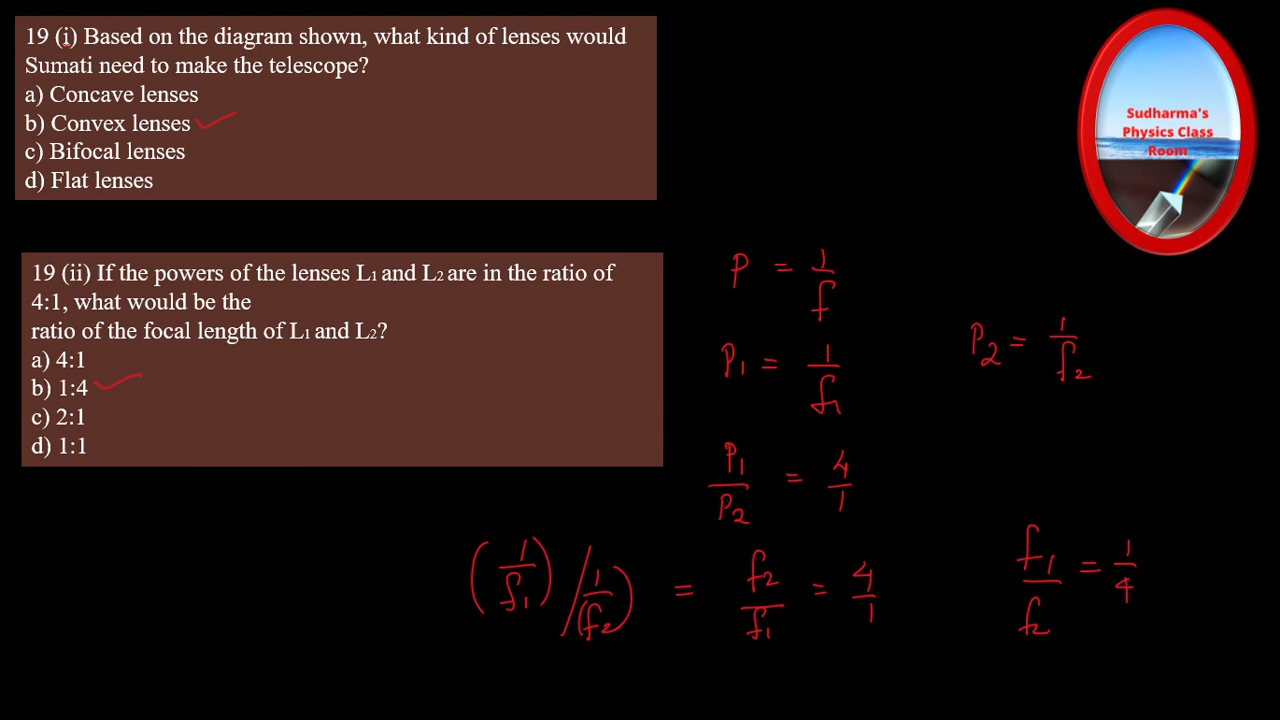 19 (i) Based on the diagram shown, what kind of lenses would
Sumati need to make the telescope?
a) Concave lenses
b) Convex lenses
c) Bifocal lenses
d) Flat lenses
Sudharma's
Physics Class
Room
19 (ii) If the powers of the lenses L₁ and L₂ are in the ratio of
4:1, what would be the
ratio of the focal length of L₁ and L₂?
a) 4:1
b) 1:4
c) 2:1
d) 1:1
P = 1/f
P₁ = 1/f₁
P₂ = 1/f₂
P₁/P₂ = 4/1
(1/f₁)/(1/f₂) = f₂/f₁ = 4/1
f₁/f₂ = 1/4